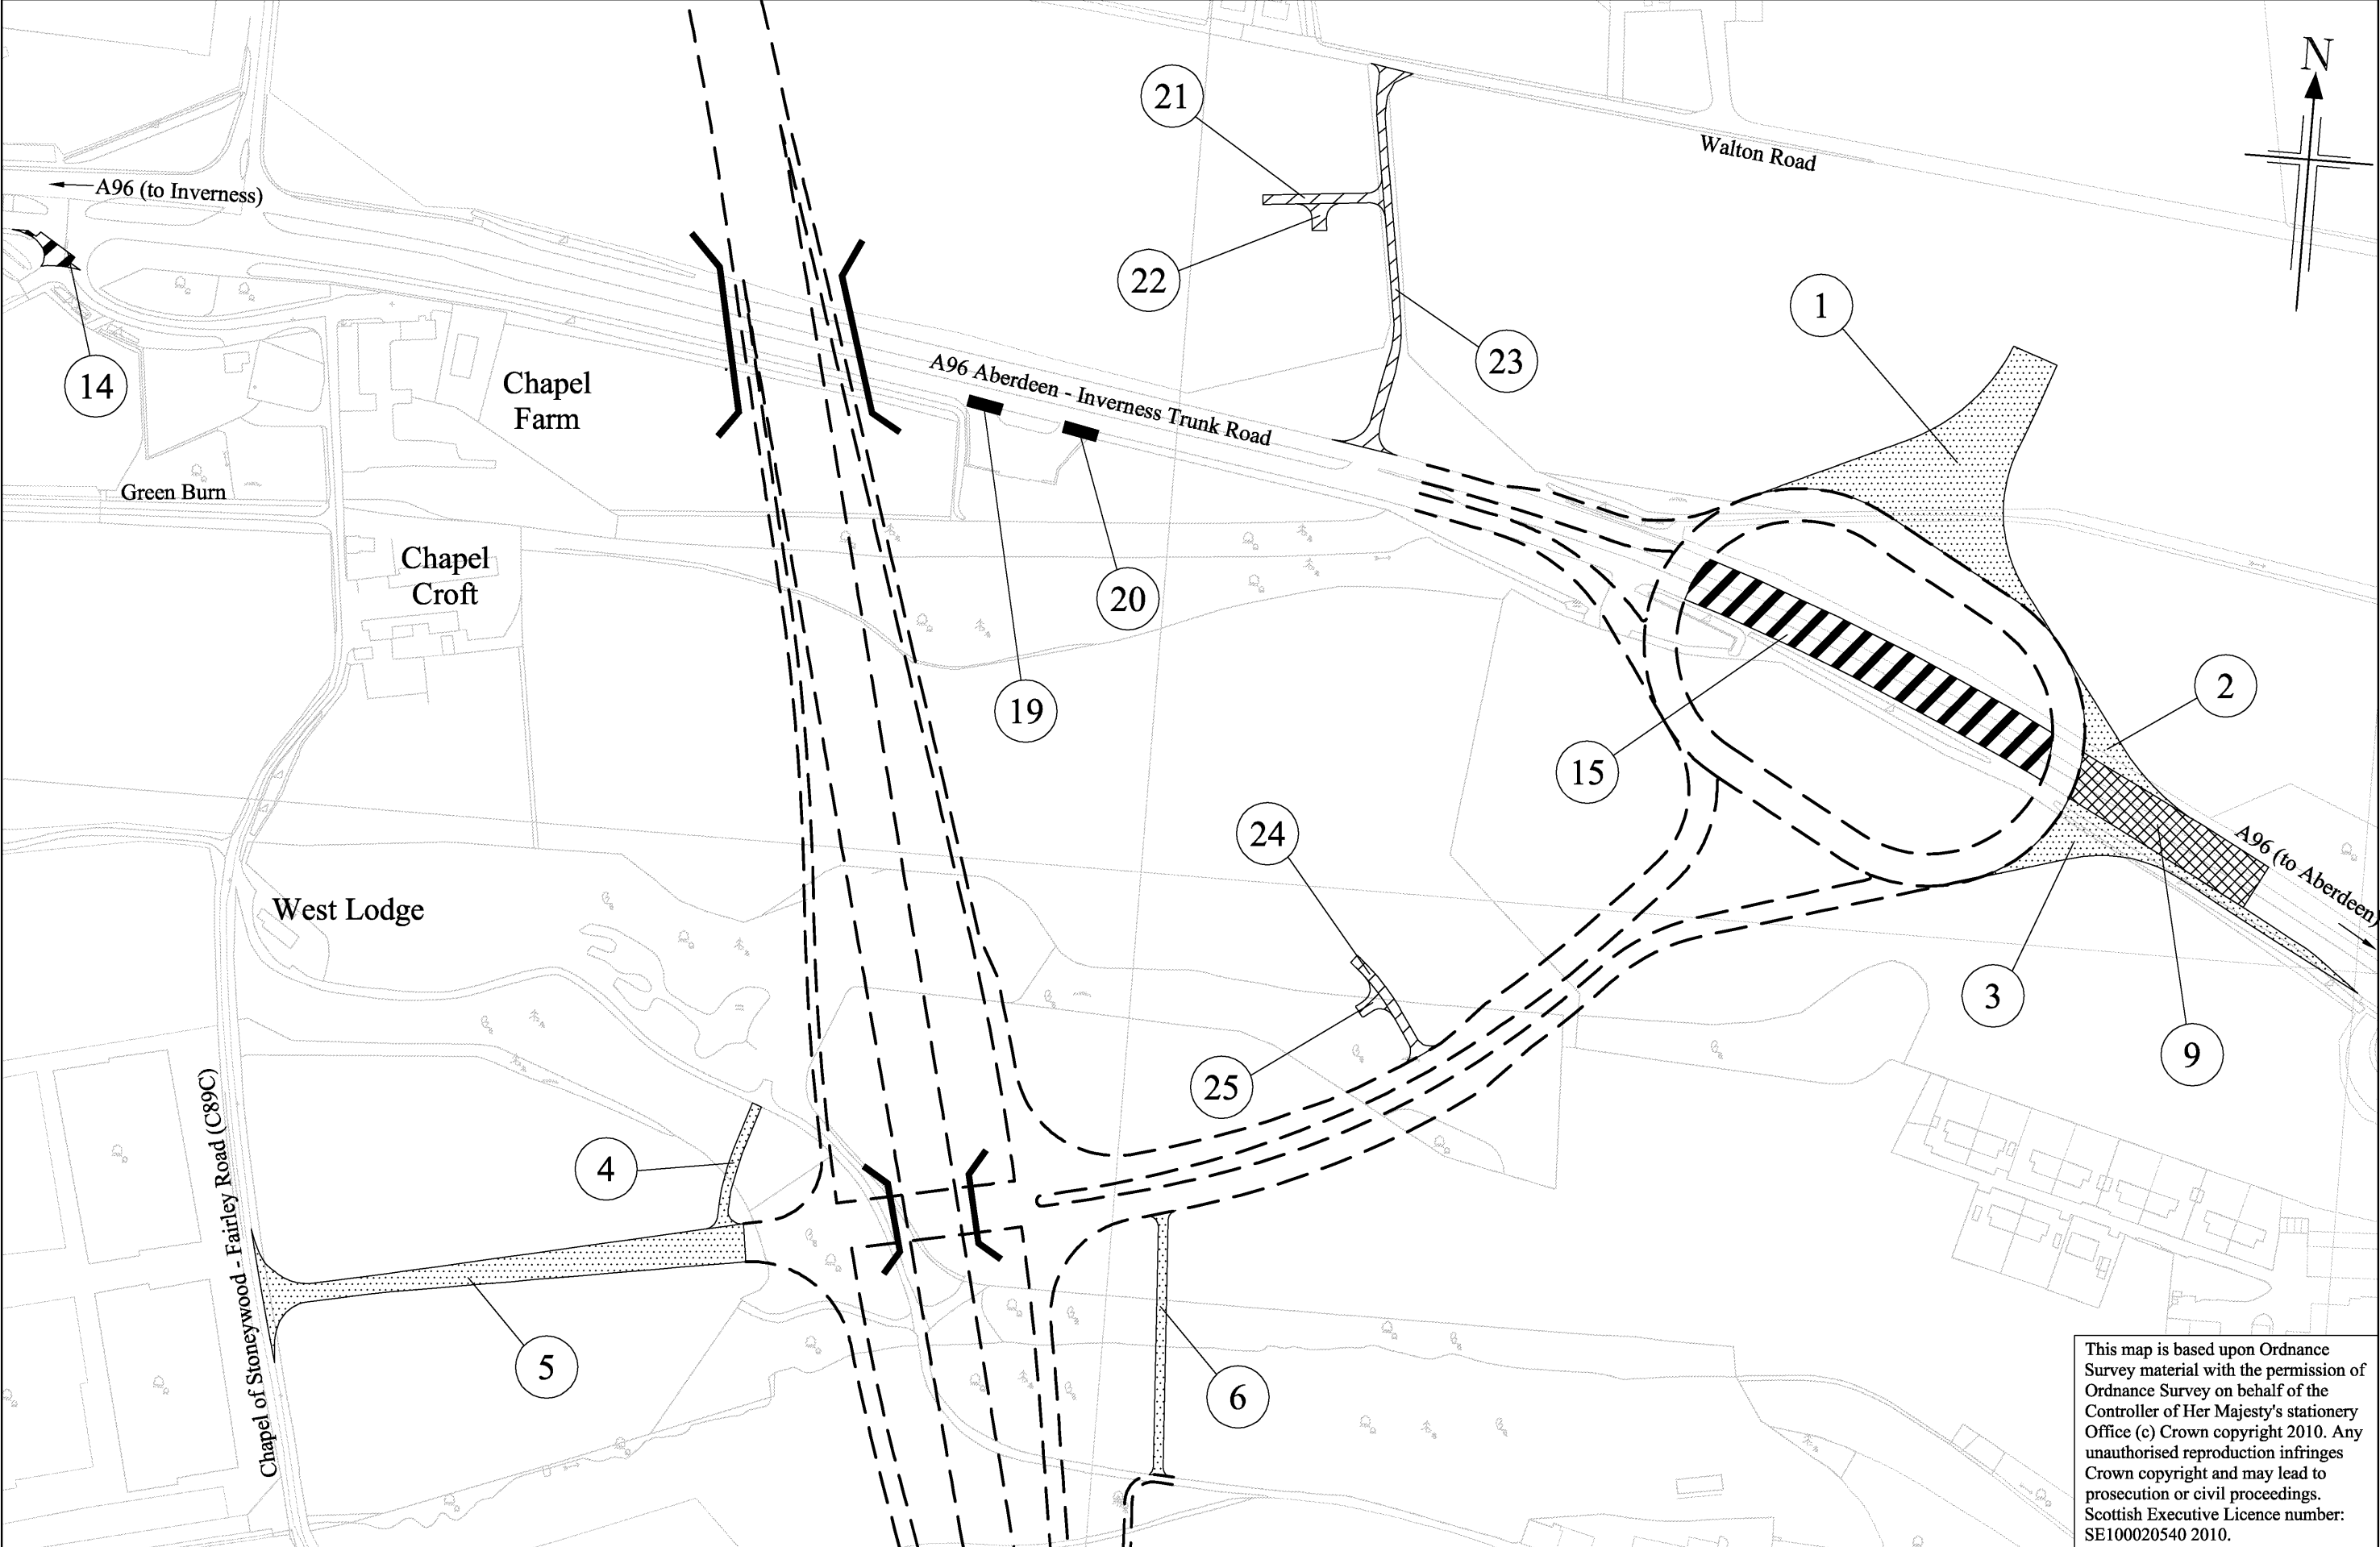 N
21
Walton Road
A96 (to Inverness)
22
1
23
14
Chapel
Farm
A96 Aberdeen - Inverness Trunk Road
Green Burn
Chapel
Croft
20
19
2
15
24
A96 (to Aberdeen)
West Lodge
3
9
25
4
Chapel of Stoneywood - Fairley Road (C89C)
5
6
This map is based upon Ordnance
Survey material with the permission of
Ordnance Survey on behalf of the
Controller of Her Majesty's stationery
Office (c) Crown copyright 2010. Any
unauthorised reproduction infringes
Crown copyright and may lead to
prosecution or civil proceedings.
Scottish Executive Licence number:
SE100020540 2010.